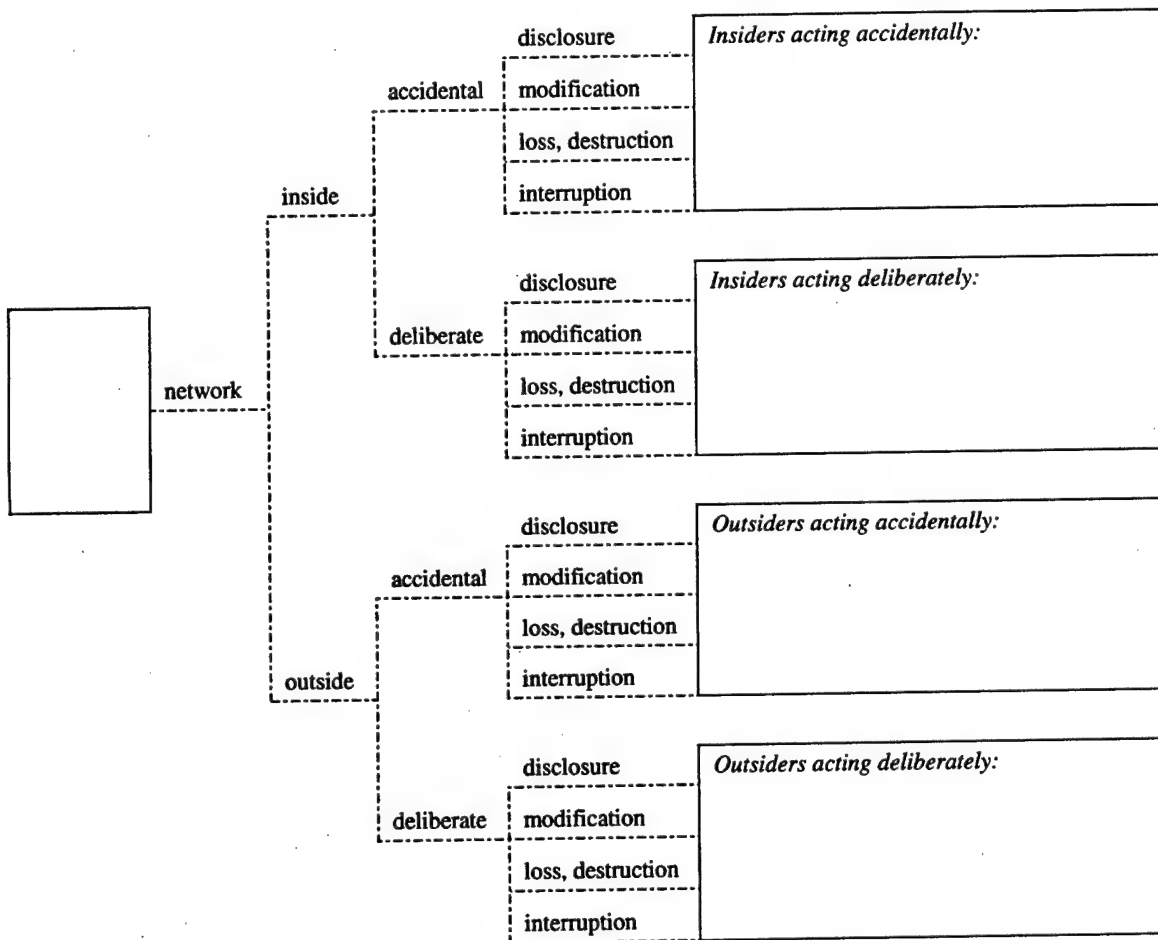 disclosure
Insiders acting accidentally:
modification
accidental
loss, destruction
interruption
inside
disclosure
Insiders acting deliberately:
modification
deliberate
loss, destruction
interruption
network
disclosure
Outsiders acting accidentally:
modification
accidental
loss, destruction
interruption
outside
disclosure
Outsiders acting deliberately:
modification
deliberate
loss, destruction
interruption